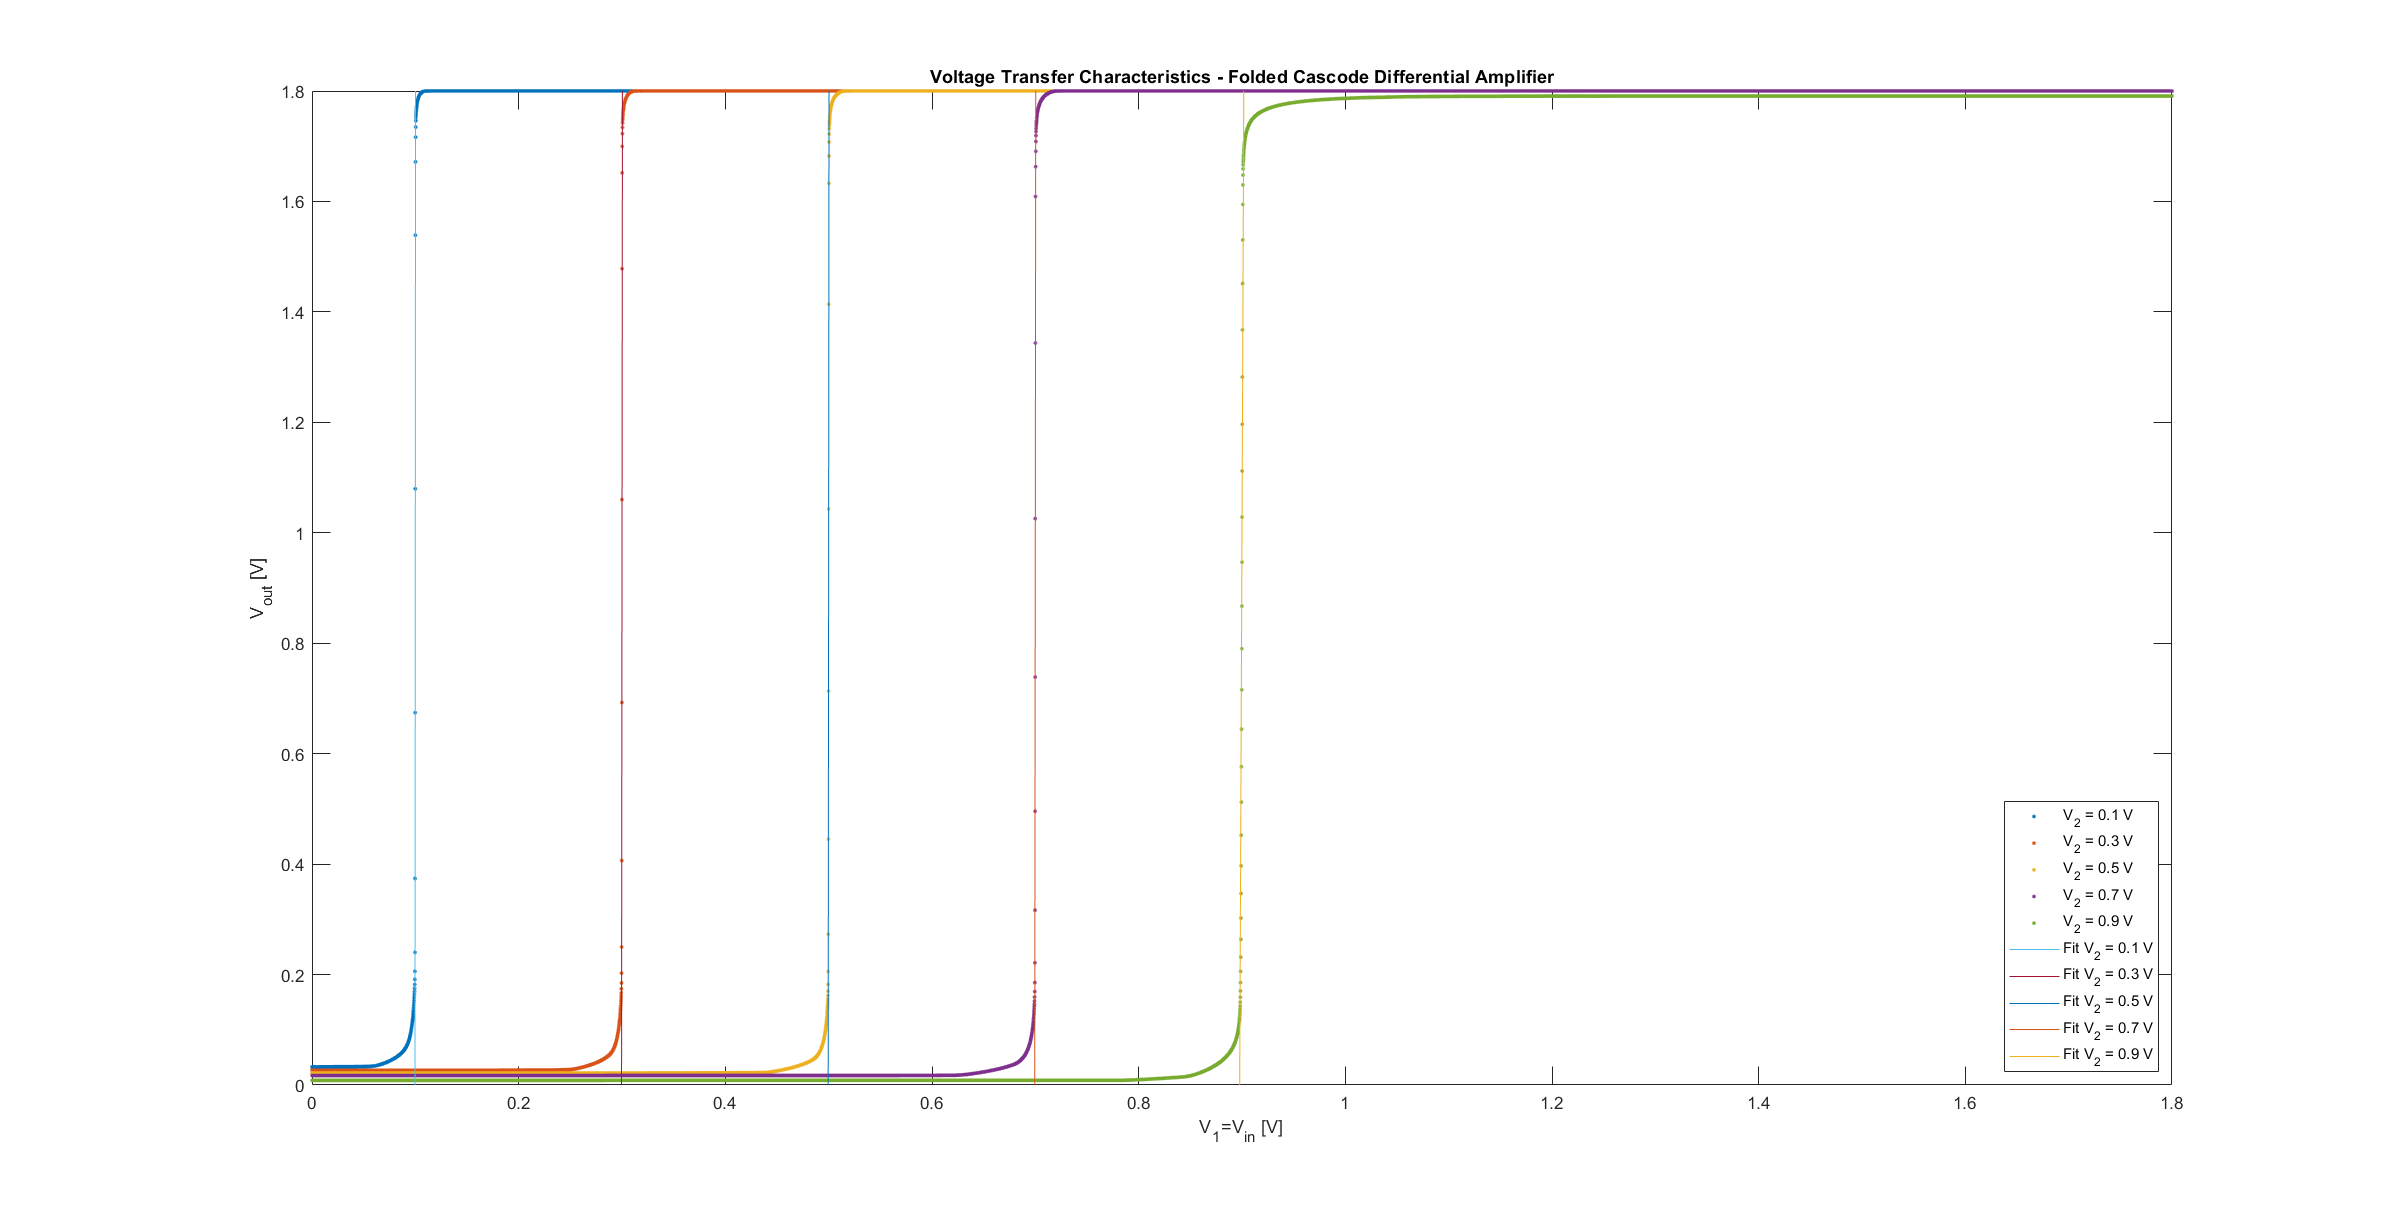 Voltage Transfer Characteristics - Folded Cascode Differential Amplifier
1.8
1.6
1.4
1.2
1
0.8
0.6
0.4
0.2
0
V_out [V]
0 0.2 0.4 0.6 0.8 1 1.2 1.4 1.6 1.8
V_1=V_in [V]
V_2 = 0.1 V
V_2 = 0.3 V
V_2 = 0.5 V
V_2 = 0.7 V
V_2 = 0.9 V
Fit V_2 = 0.1 V
Fit V_2 = 0.3 V
Fit V_2 = 0.5 V
Fit V_2 = 0.7 V
Fit V_2 = 0.9 V